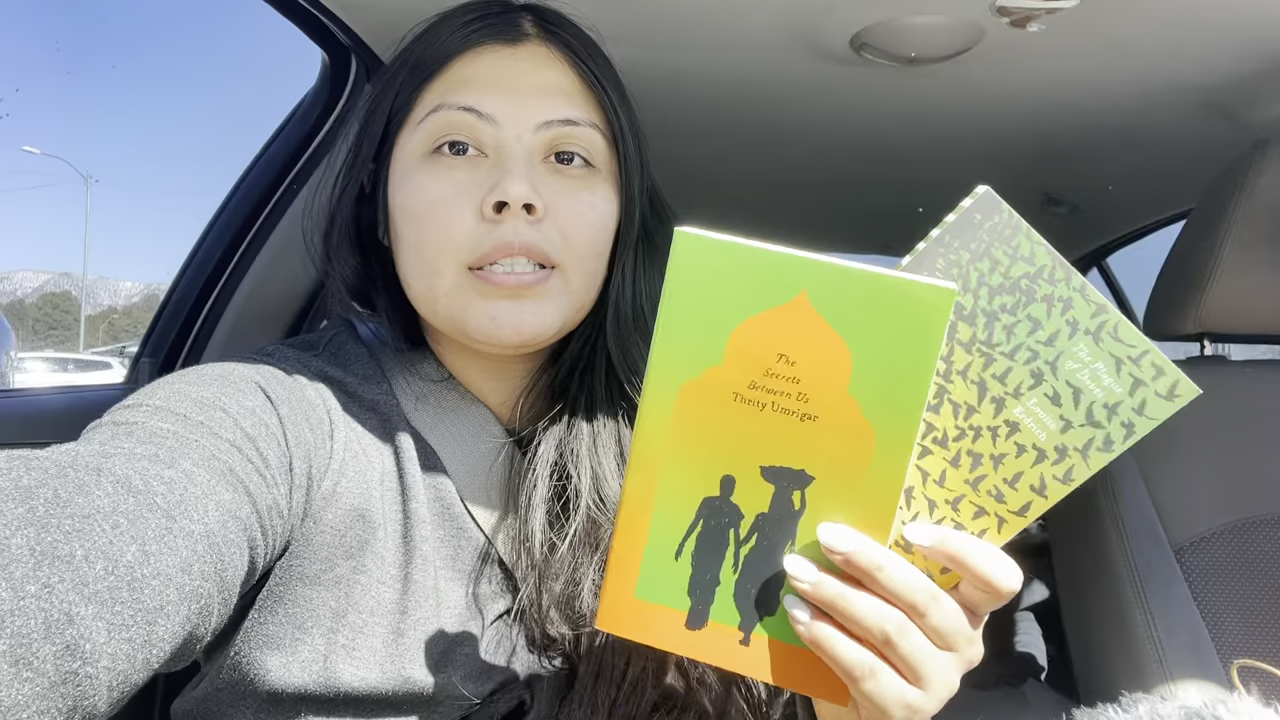 The
Secrets
Between Us
Thrity Umrigar
The Plague
of Doves
Louise
Erdrich